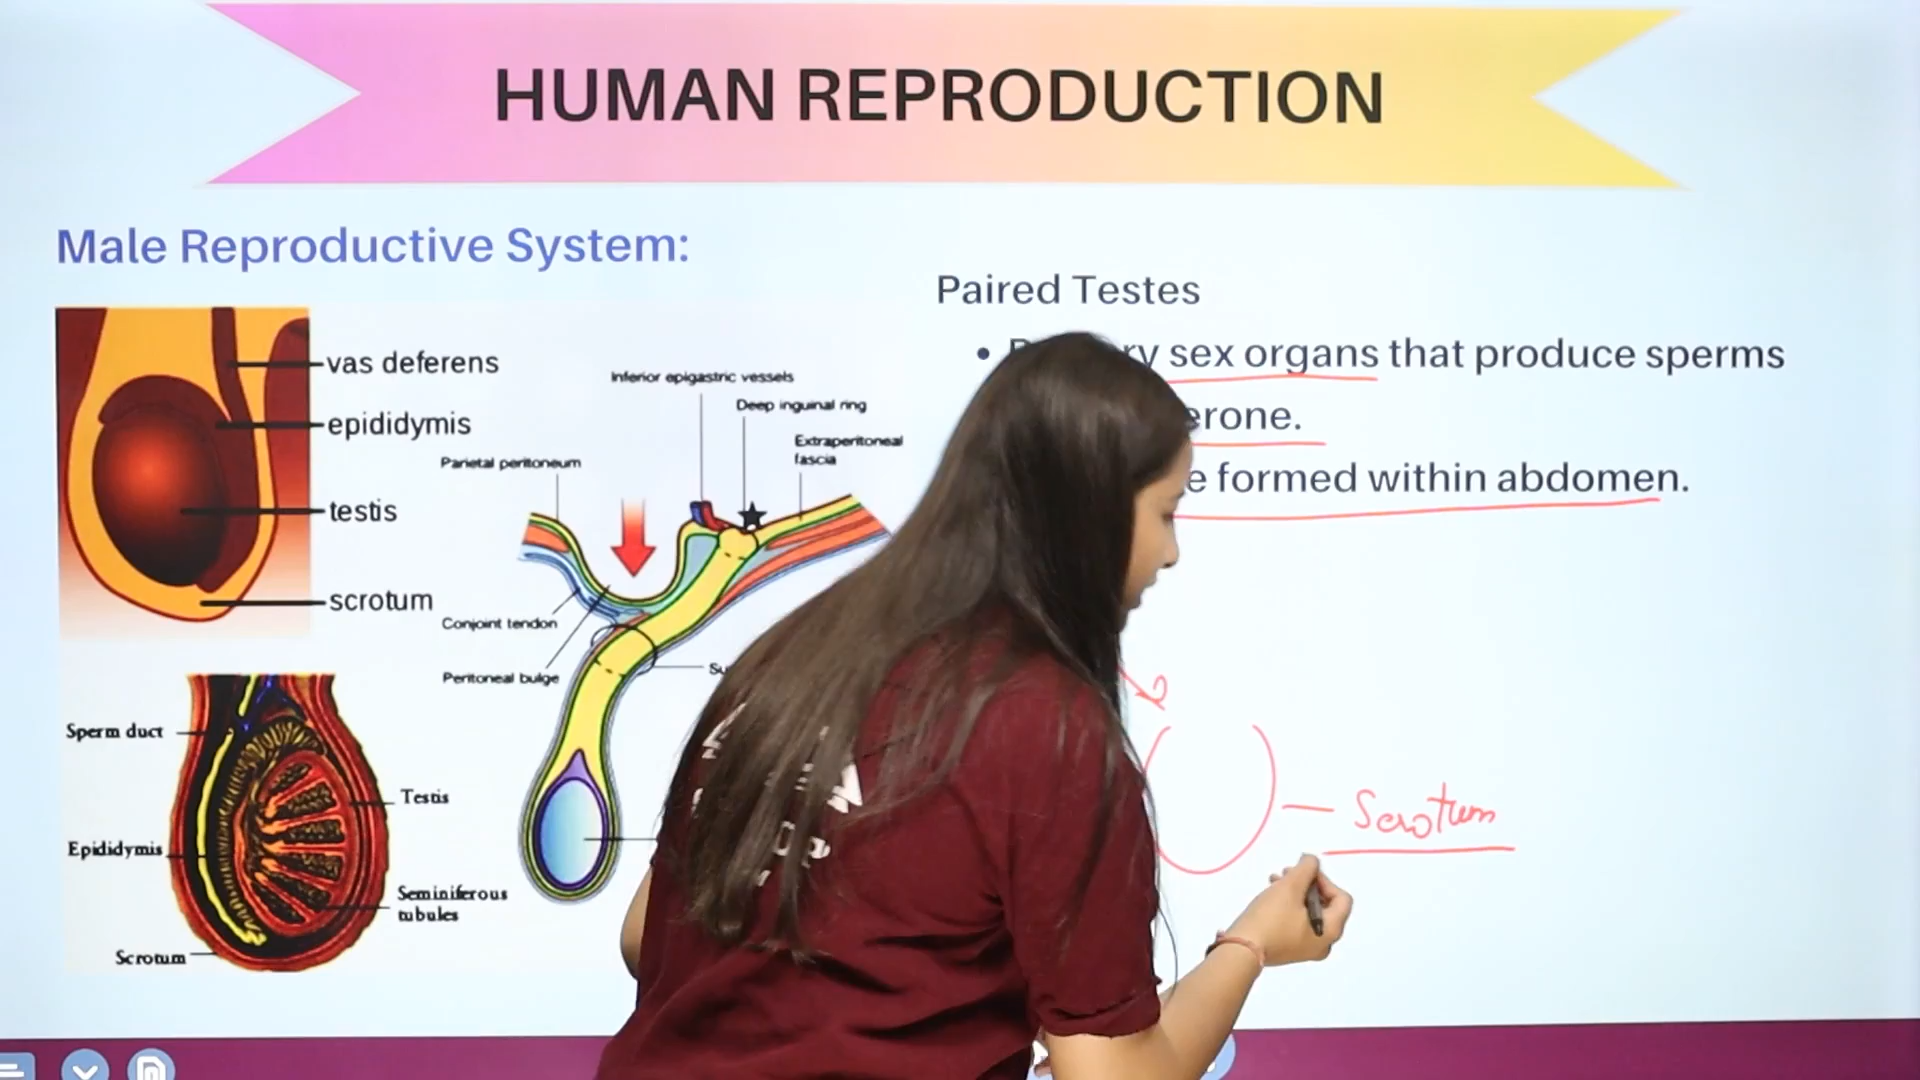 HUMAN REPRODUCTION
Male Reproductive System:
vas deferens
epididymis
testis
scrotum
Inferior epigastric vessels
Deep inguinal ring
Extraperitoneal
fascia
Parietal peritoneum
Conjoint tendon
Peritoneal bulge
Sperm duct
Testis
Epididymis
Seminiferous
tubules
Scrotum
Paired Testes
• sex organs that produce sperms
formed within abdomen.
Scrotum